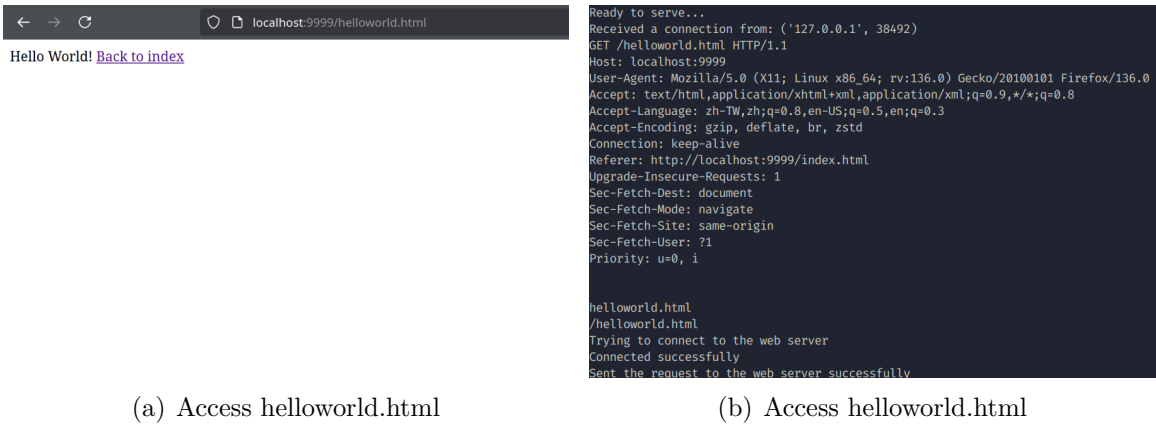 localhost:9999/helloworld.html
Hello World! Back to index
Ready to serve...
Received a connection from: ('127.0.0.1', 38492)
GET /helloworld.html HTTP/1.1
Host: localhost:9999
User-Agent: Mozilla/5.0 (X11; Linux x86_64; rv:136.0) Gecko/20100101 Firefox/136.0
Accept: text/html,application/xhtml+xml,application/xml;q=0.9,*/*;q=0.8
Accept-Language: zh-TW,zh;q=0.8,en-US;q=0.5,en;q=0.3
Accept-Encoding: gzip, deflate, br, zstd
Connection: keep-alive
Referer: http://localhost:9999/index.html
Upgrade-Insecure-Requests: 1
Sec-Fetch-Dest: document
Sec-Fetch-Mode: navigate
Sec-Fetch-Site: same-origin
Sec-Fetch-User: ?1
Priority: u=0, i
helloworld.html
/helloworld.html
Trying to connect to the web server
Connected successfully
Sent the request to the web server successfully
(a) Access helloworld.html
(b) Access helloworld.html